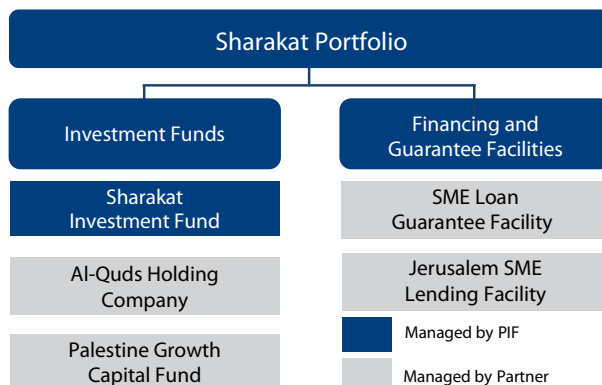 Sharakat Portfolio
Investment Funds
Sharakat
Investment Fund
Al-Quds Holding
Company
Palestine Growth
Capital Fund
Financing and
Guarantee Facilities
SME Loan
Guarantee Facility
Jerusalem SME
Lending Facility
Managed by PIF
Managed by Partner